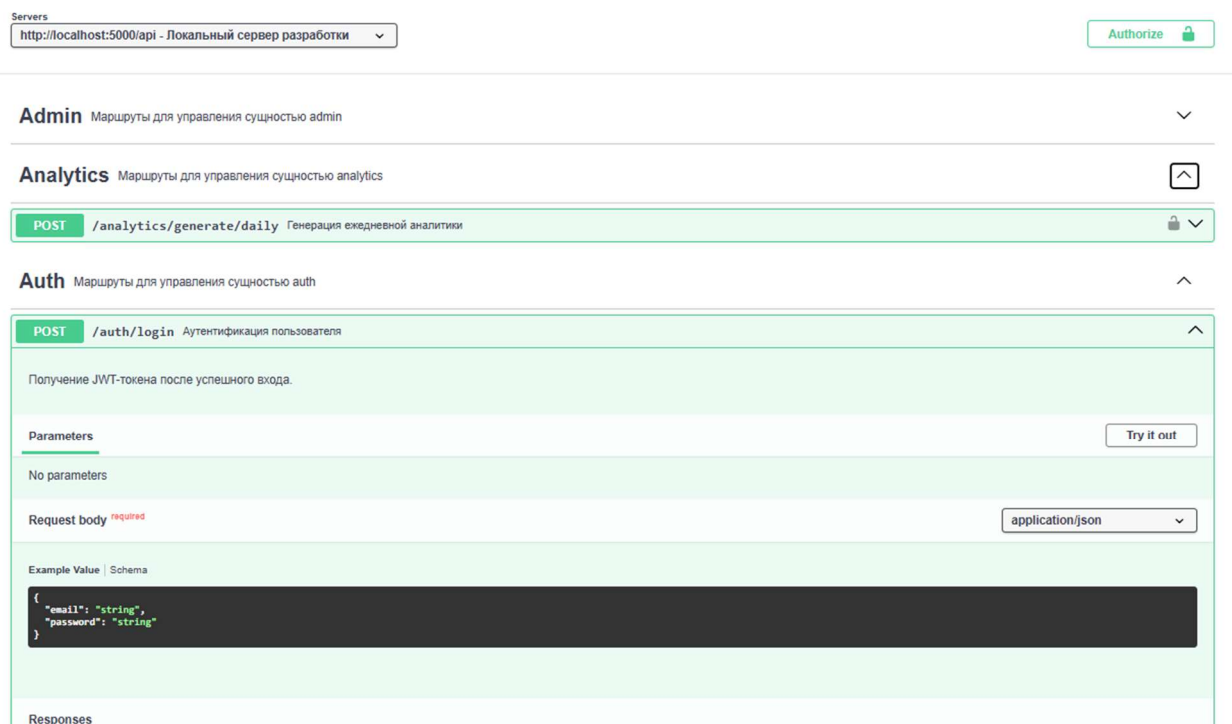 Servers
http://localhost:5000/api - Локальный сервер разработки
Authorize
Admin Маршруты для управления сущностью admin
Analytics Маршруты для управления сущностью analytics
POST /analytics/generate/daily Генерация ежедневной аналитики
Auth Маршруты для управления сущностью auth
POST /auth/login Аутентификация пользователя
Получение JWT-токена после успешного входа.
Parameters
Try it out
No parameters
Request body required
application/json
Example Value | Schema
{
"email": "string",
"password": "string"
}
Responses